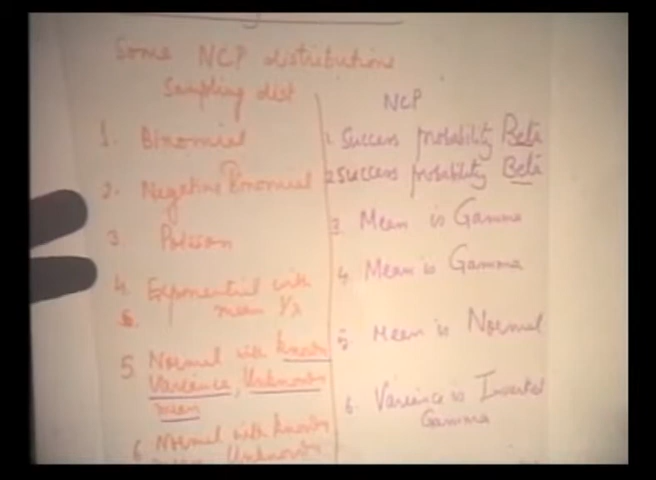 Some NCP distributions
Sampling dist
NCP
1. Binomial
1. Success probability Beta
2. Negative Binomial
2. Success probability Beta
3. Poisson
3. Mean is Gamma
4. Exponential with
mean 1/λ
4. Mean is Gamma
5. Normal with known
Variance, Unknown
mean
5. Mean is Normal
6. Normal with known
Unknown
6. Variance is Inverted
Gamma